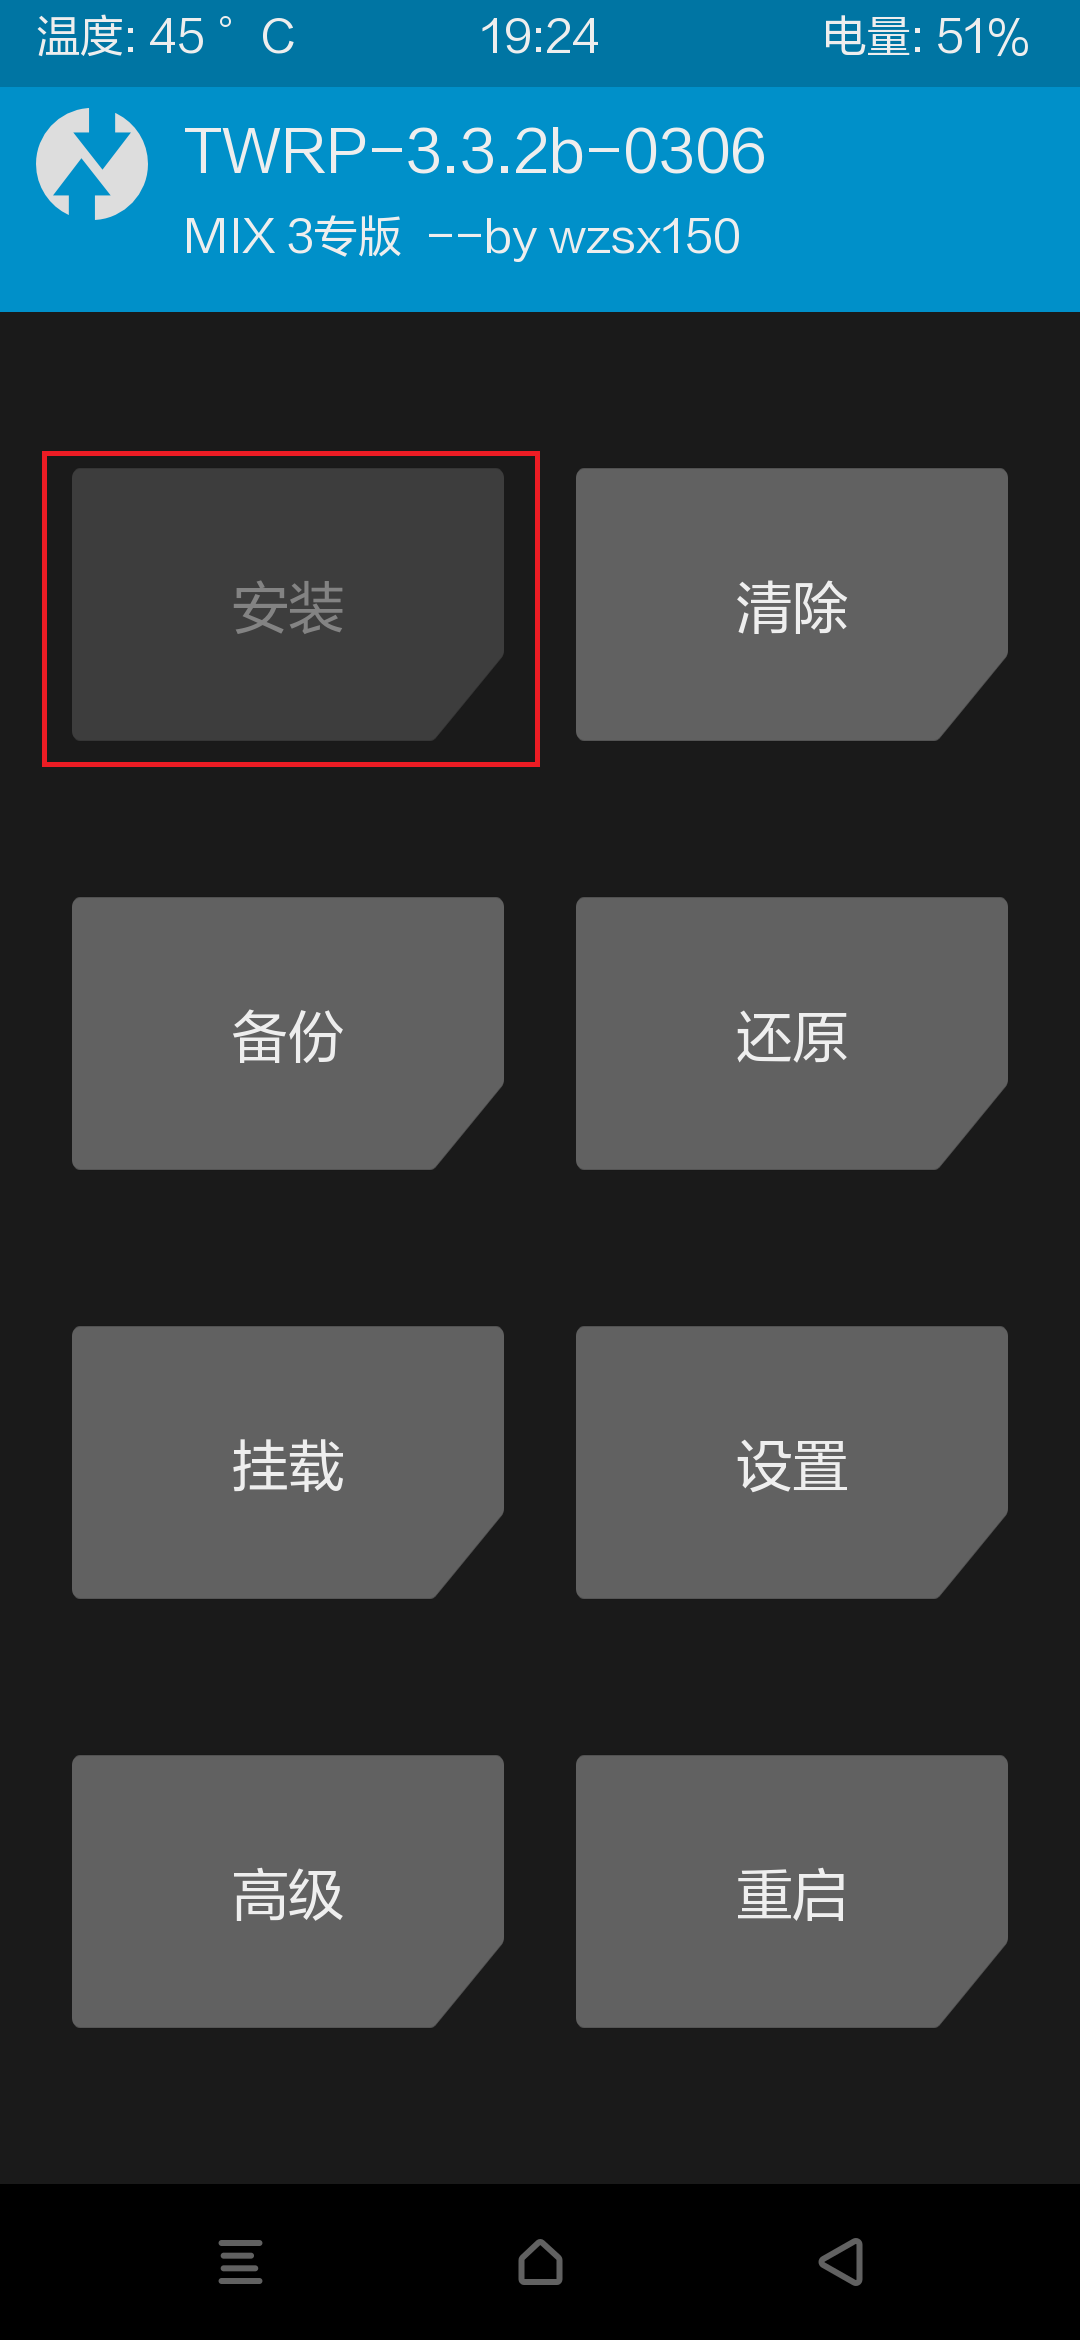 温度: 45 ° C 19:24 电量: 51%
TWRP-3.3.2b-0306
MIX 3专版 --by wzsx150
安装 清除
备份 还原
挂载 设置
高级 重启